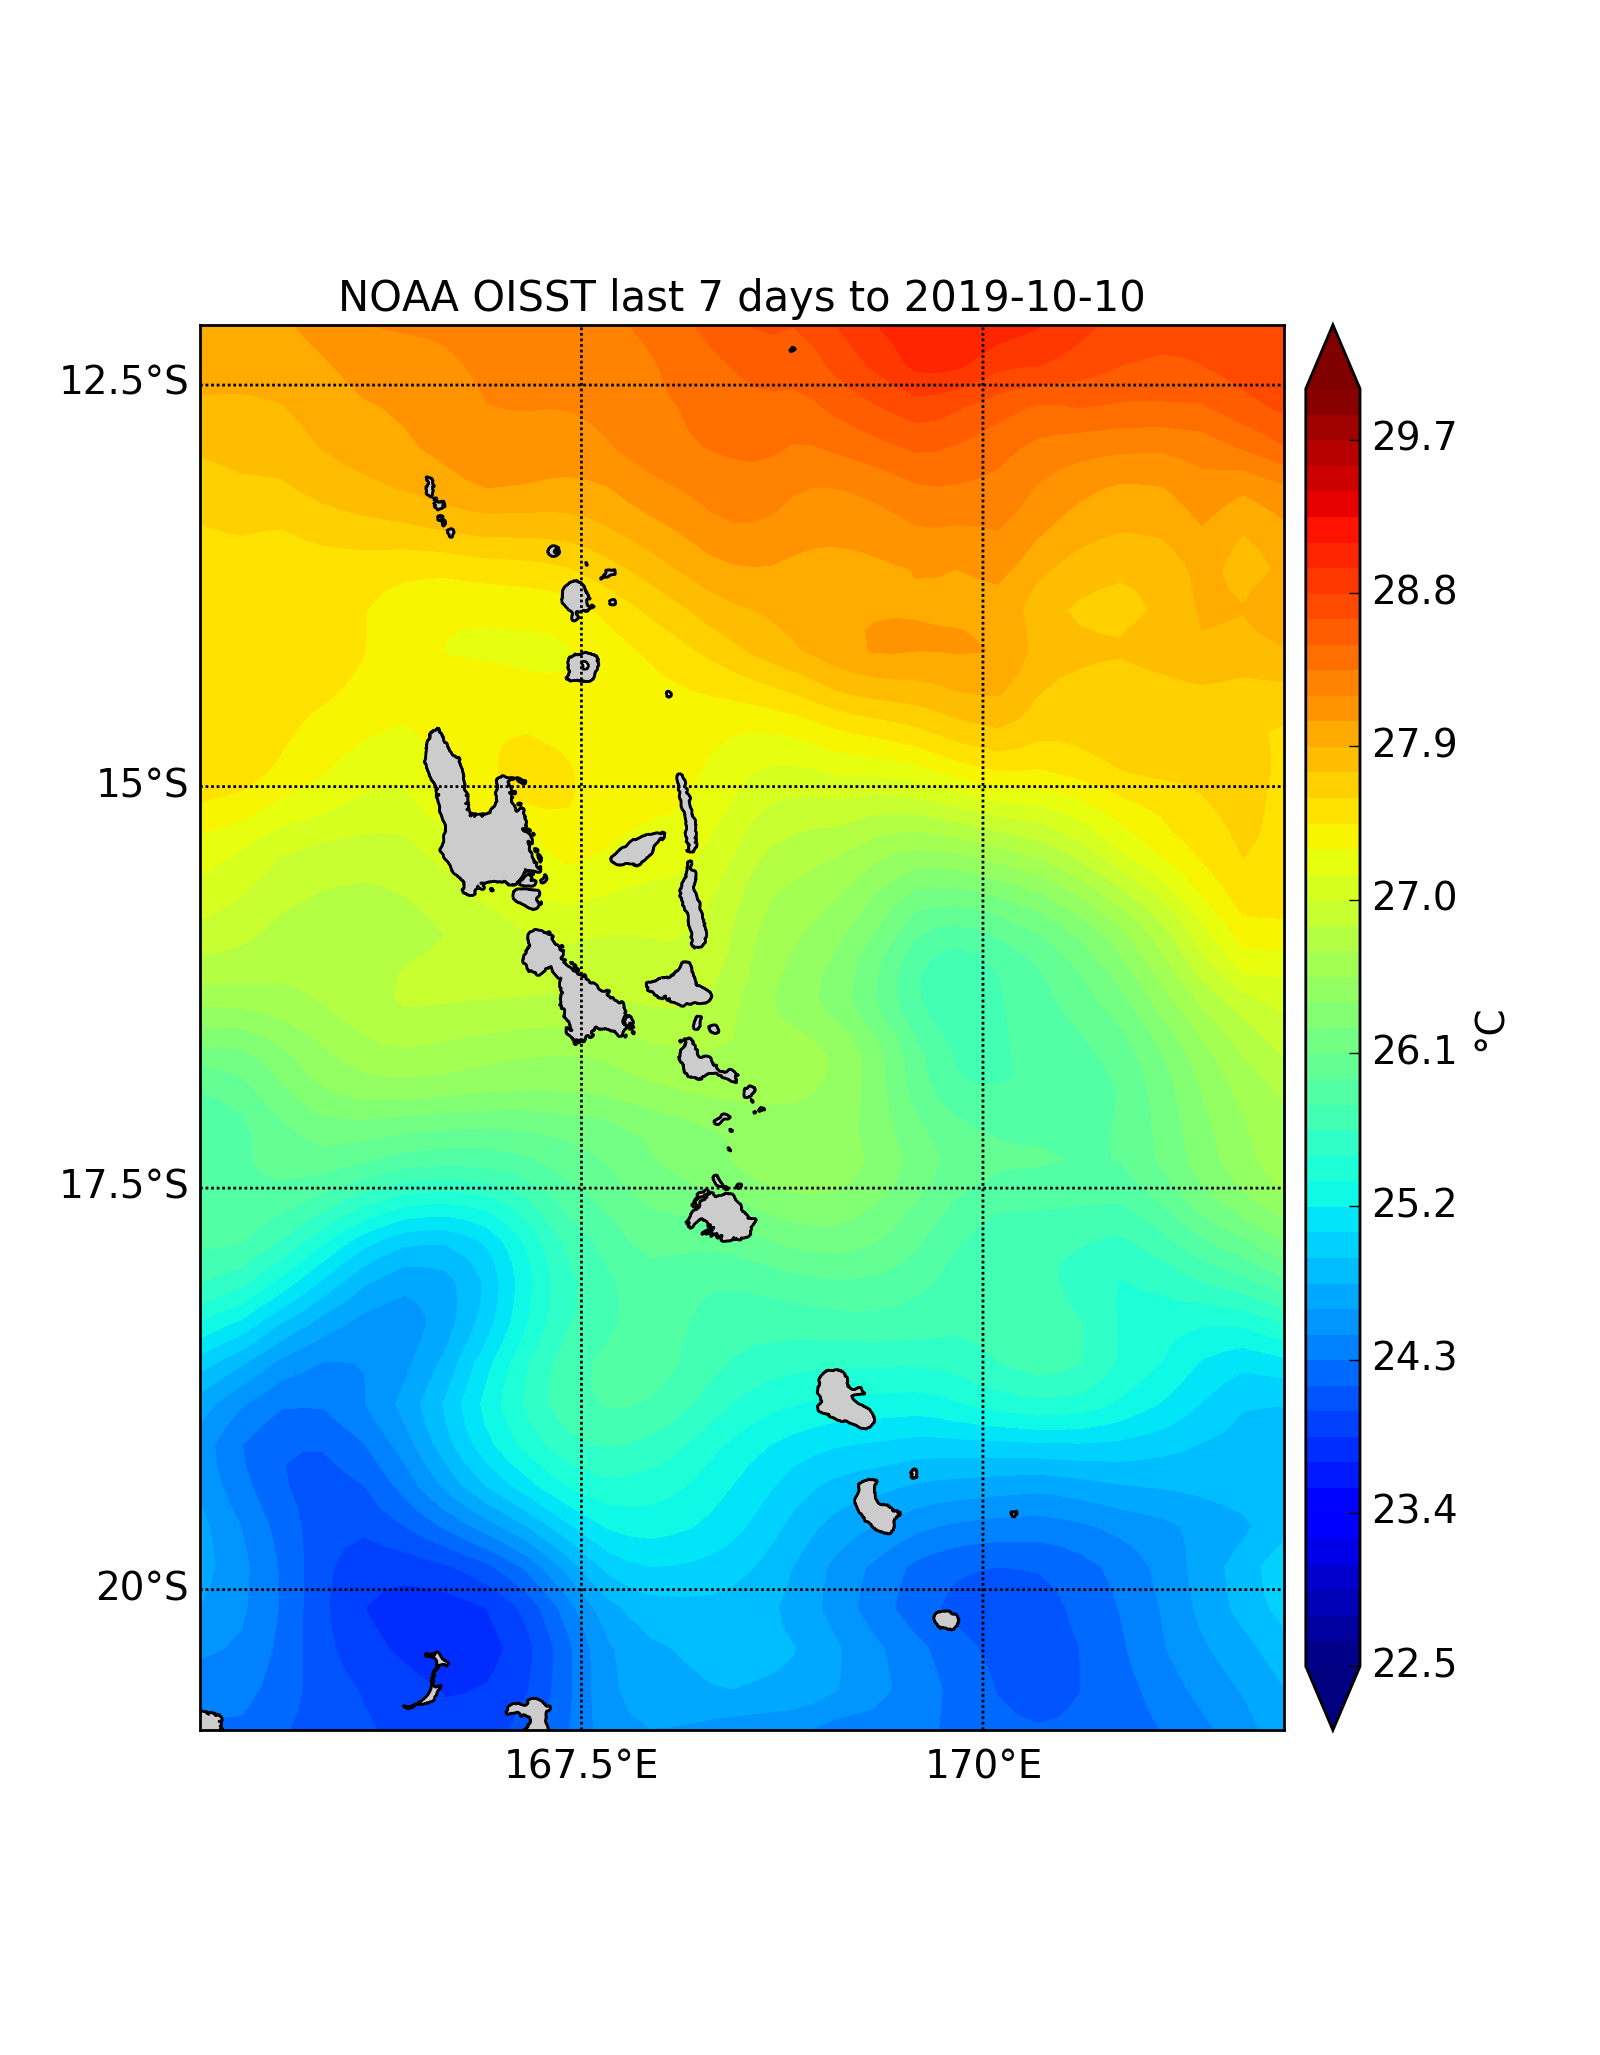 NOAA OISST last 7 days to 2019-10-10
12.5°S
15°S
17.5°S
20°S
167.5°E
170°E
29.7
28.8
27.9
27.0
26.1
25.2
24.3
23.4
22.5
°C